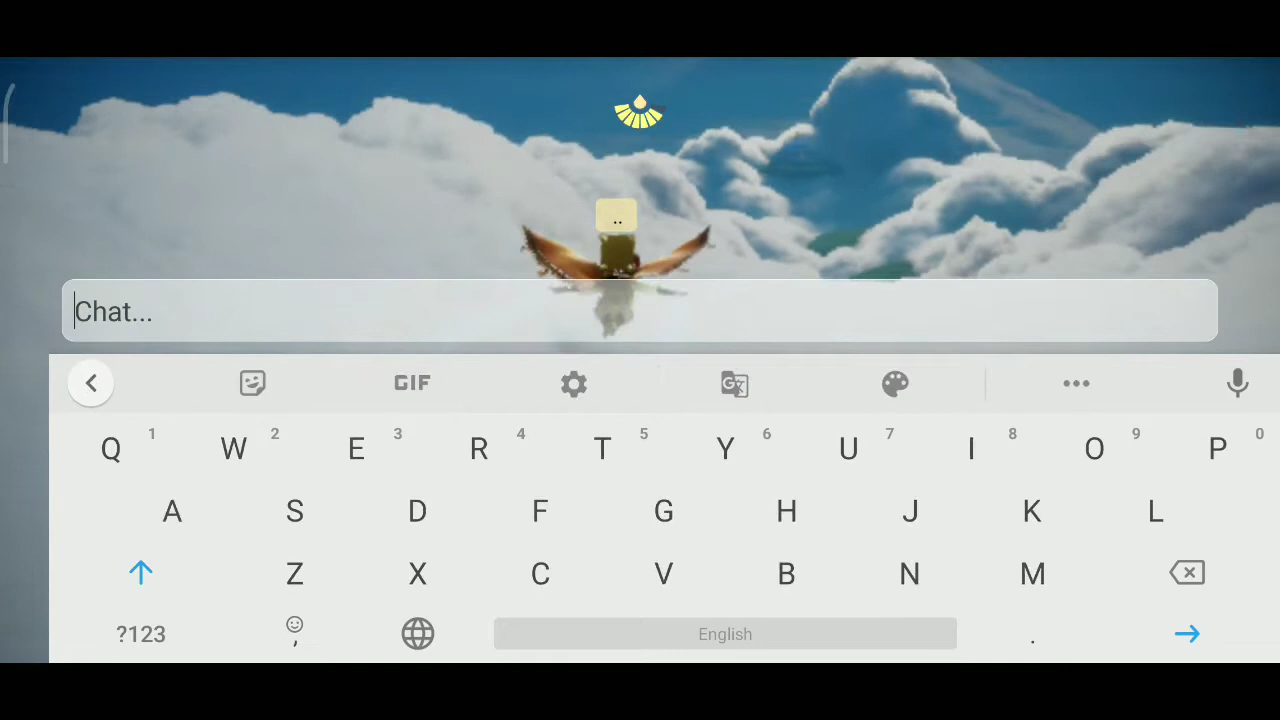 ..
Chat...
GIF
Q 1 W 2 E 3 R 4 T 5 Y 6 U 7 I 8 O 9 P 0
A S D F G H J K L
Z X C V B N M
?123 , English .